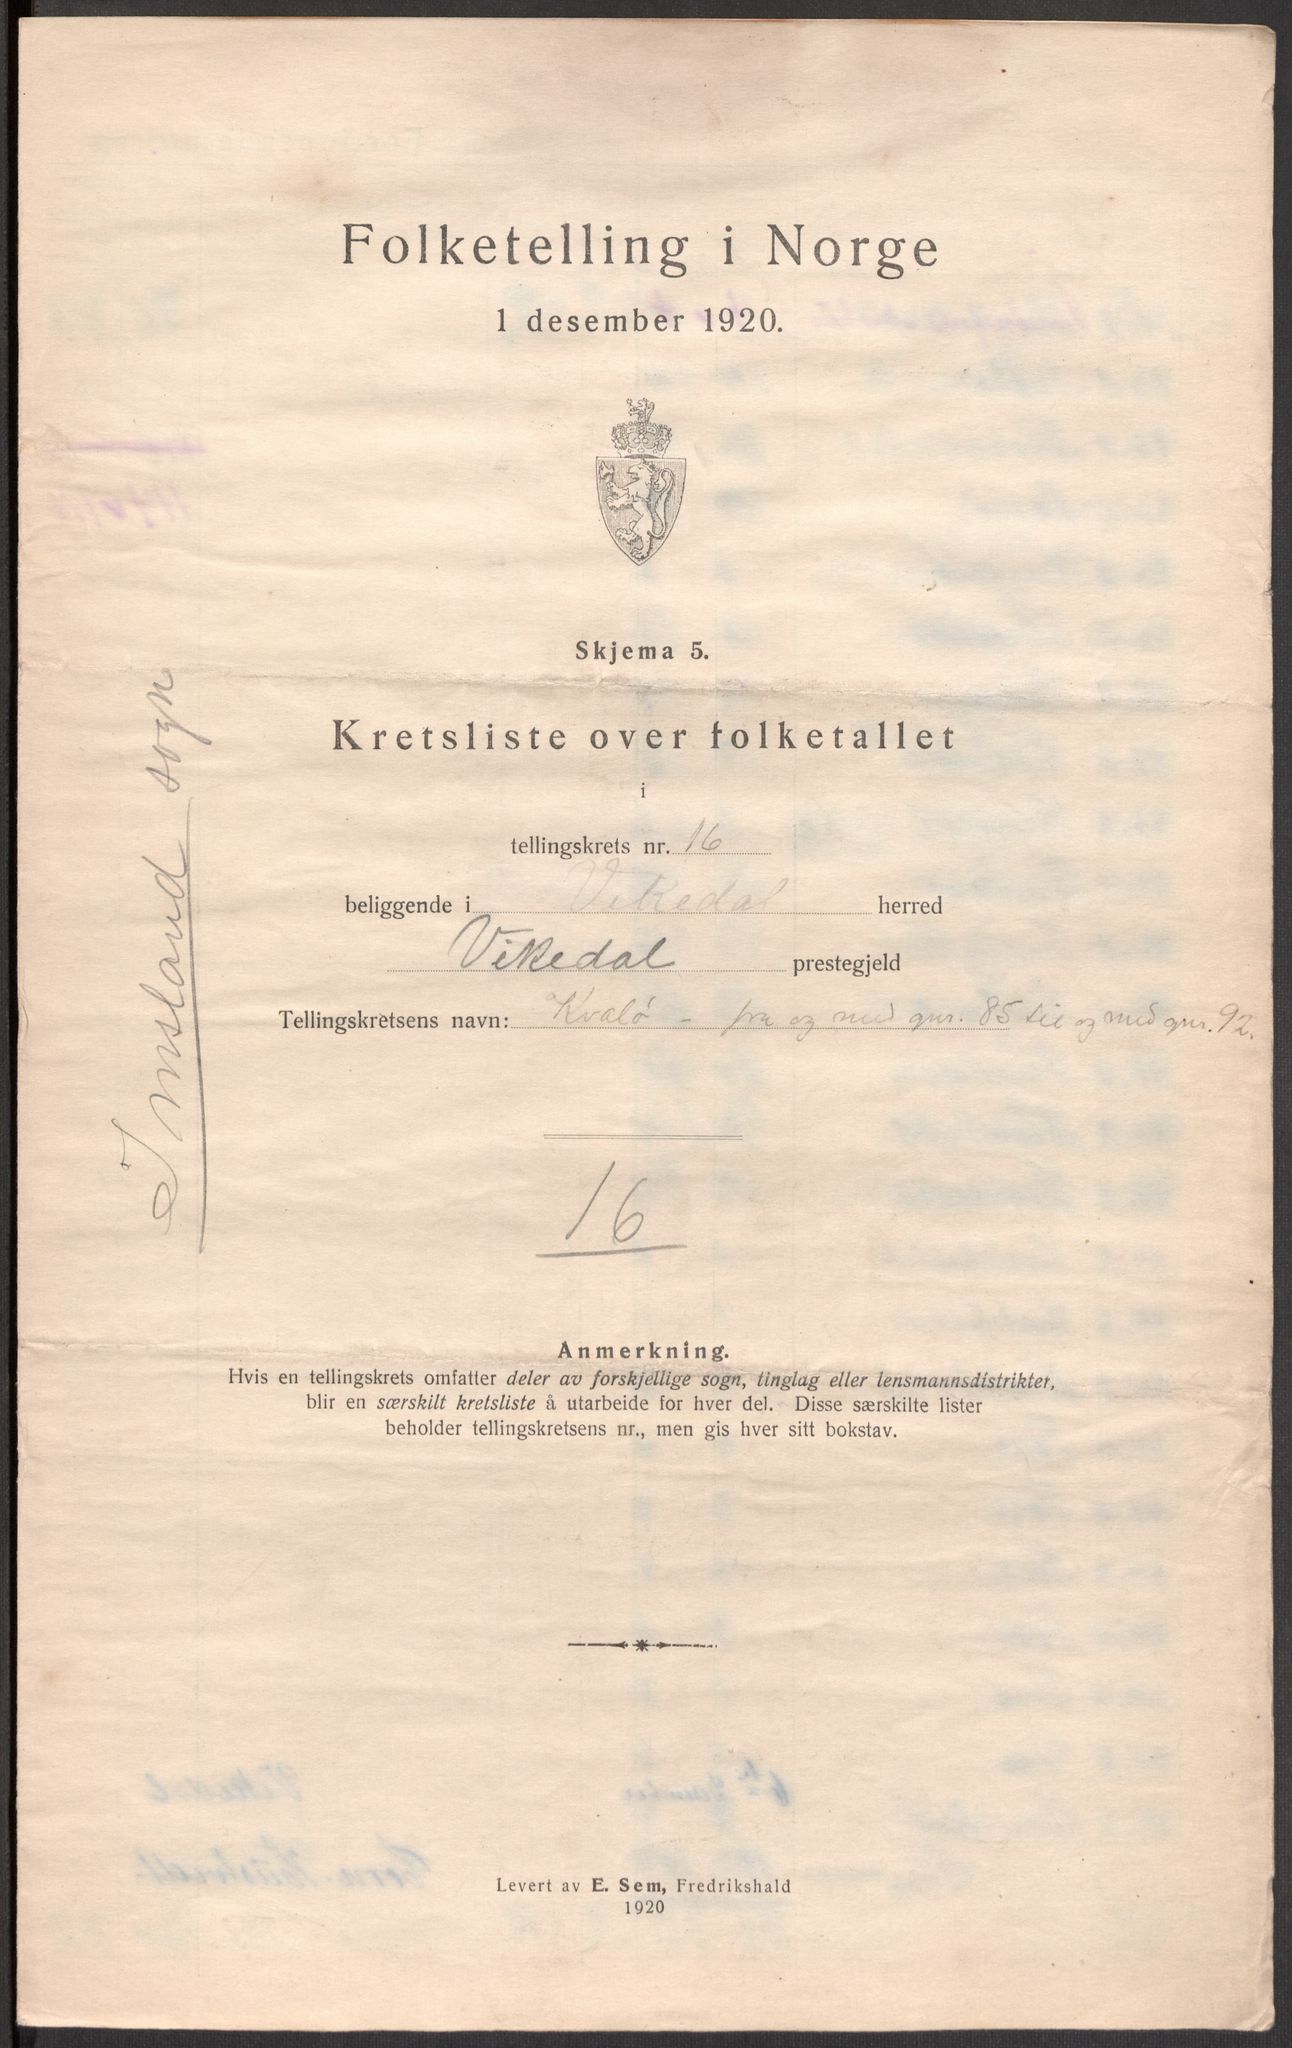 Folketelling i Norge
1 desember 1920.
Skjema 5.
Kretsliste over folketallet
i
tellingskrets nr. 16
beliggende i Vikedal herred
Vikedal prestegjeld
Tellingskretsens navn: Kvalø - fra og med gnr. 85 til og med gnr. 92.
Imsland sogn
16
Anmerkning.
Hvis en tellingskrets omfatter deler av forskjellige sogn, tinglag eller lensmannsdistrikter,
blir en særskilt kretsliste å utarbeide for hver del. Disse særskilte lister
beholder tellingskretsens nr., men gis hver sitt bokstav.
Levert av E. Sem, Fredrikshald
1920